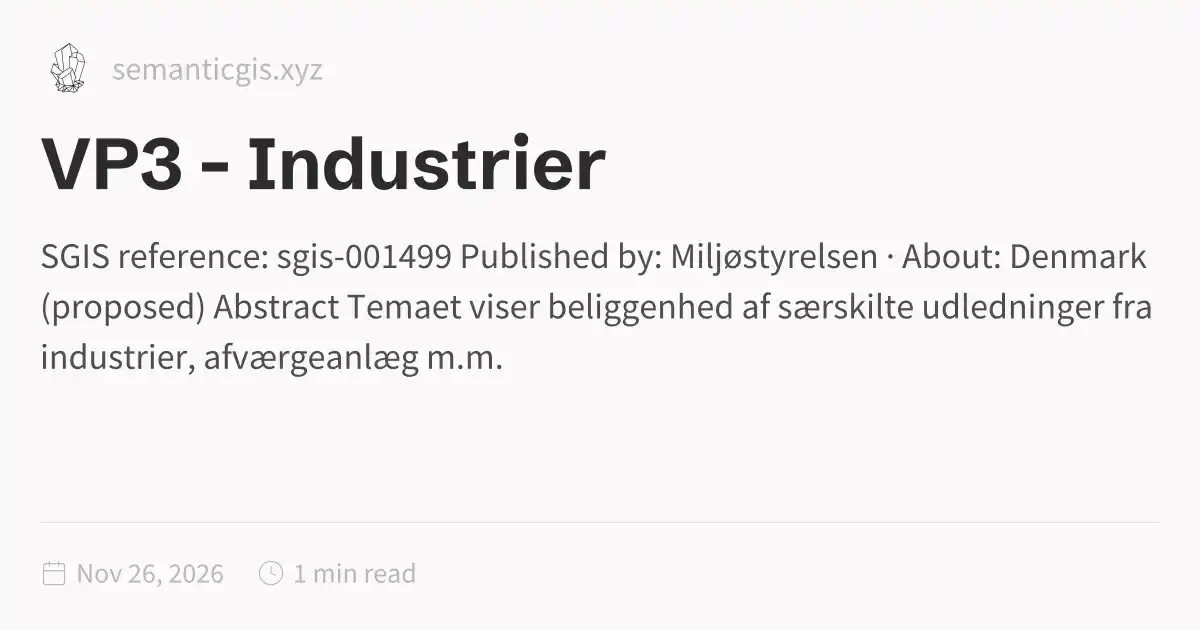 semanticgis.xyz
VP3 – Industrier
SGIS reference: sgis-001499 Published by: Miljøstyrelsen · About: Denmark
(proposed) Abstract Temaet viser beliggenhed af særskilte udledninger fra
industrier, afværgeanlæg m.m.
Nov 26, 2026
1 min read